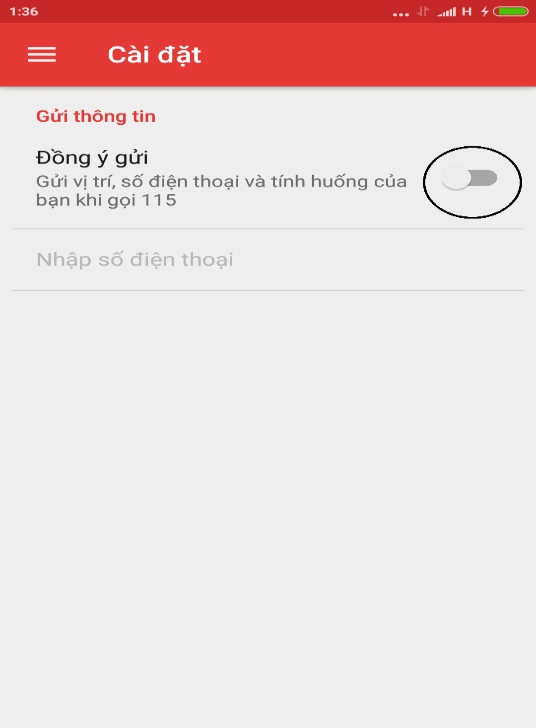 1:36
H
Cài đặt
Gửi thông tin
Đồng ý gửi
Gửi vị trí, số điện thoại và tính huống của
bạn khi gọi 115
Nhập số điện thoại